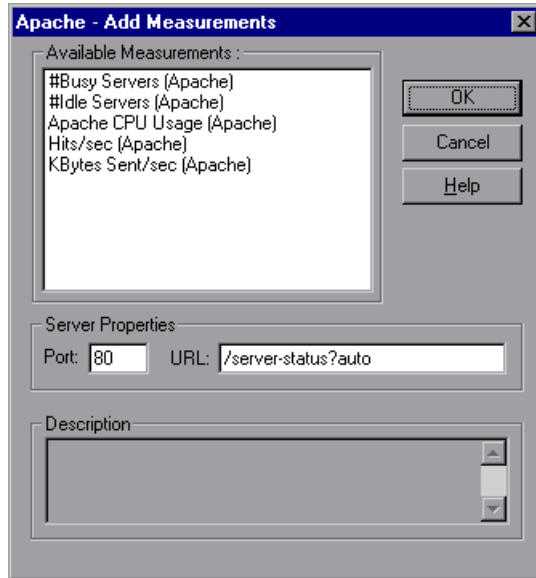 Apache - Add Measurements
Available Measurements :
#Busy Servers (Apache)
#Idle Servers (Apache)
Apache CPU Usage (Apache)
Hits/sec (Apache)
KBytes Sent/sec (Apache)
OK
Cancel
Help
Server Properties
Port: 80 URL: /server-status?auto
Description